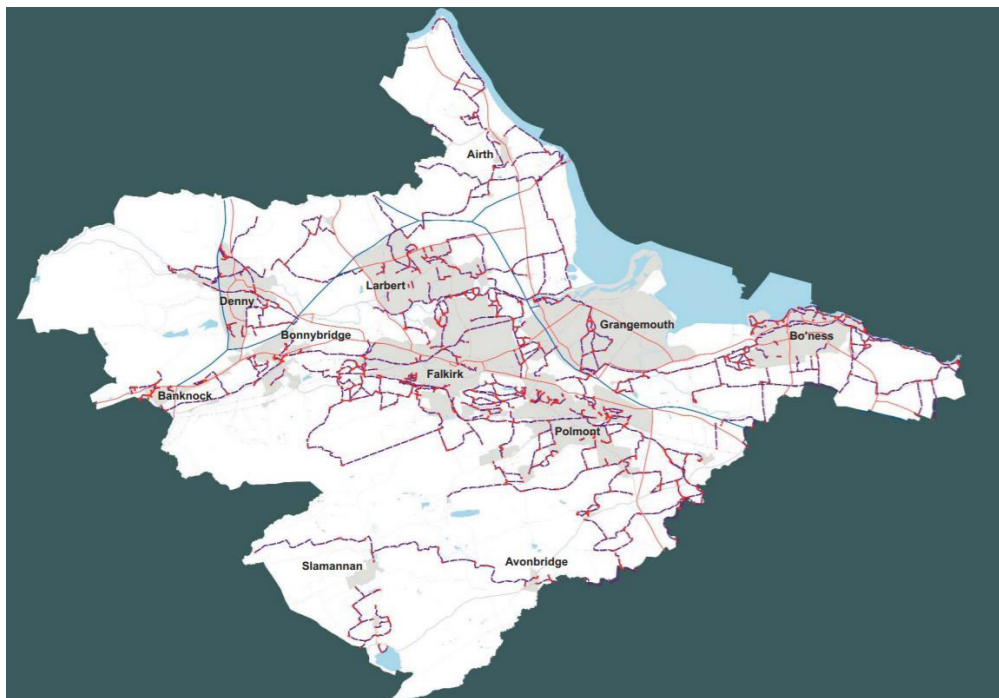 Airth
Larbert
Denny
Grangemouth
Bonnybridge
Bo'ness
Falkirk
Banknock
Polmont
Slamannan
Avonbridge